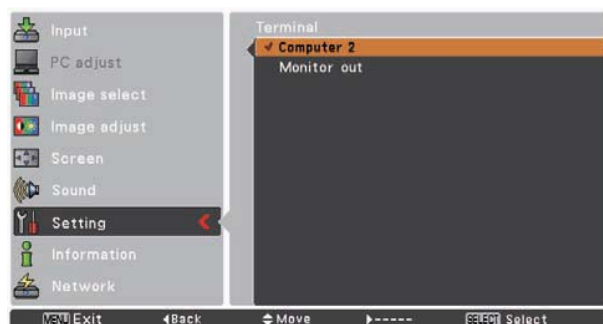 Input
PC adjust
Image select
Image adjust
Screen
Sound
Setting
Information
Network
Terminal
✔ Computer 2
Monitor out
MENU Exit ◀Back ⬍Move ▶----- SELECT Select